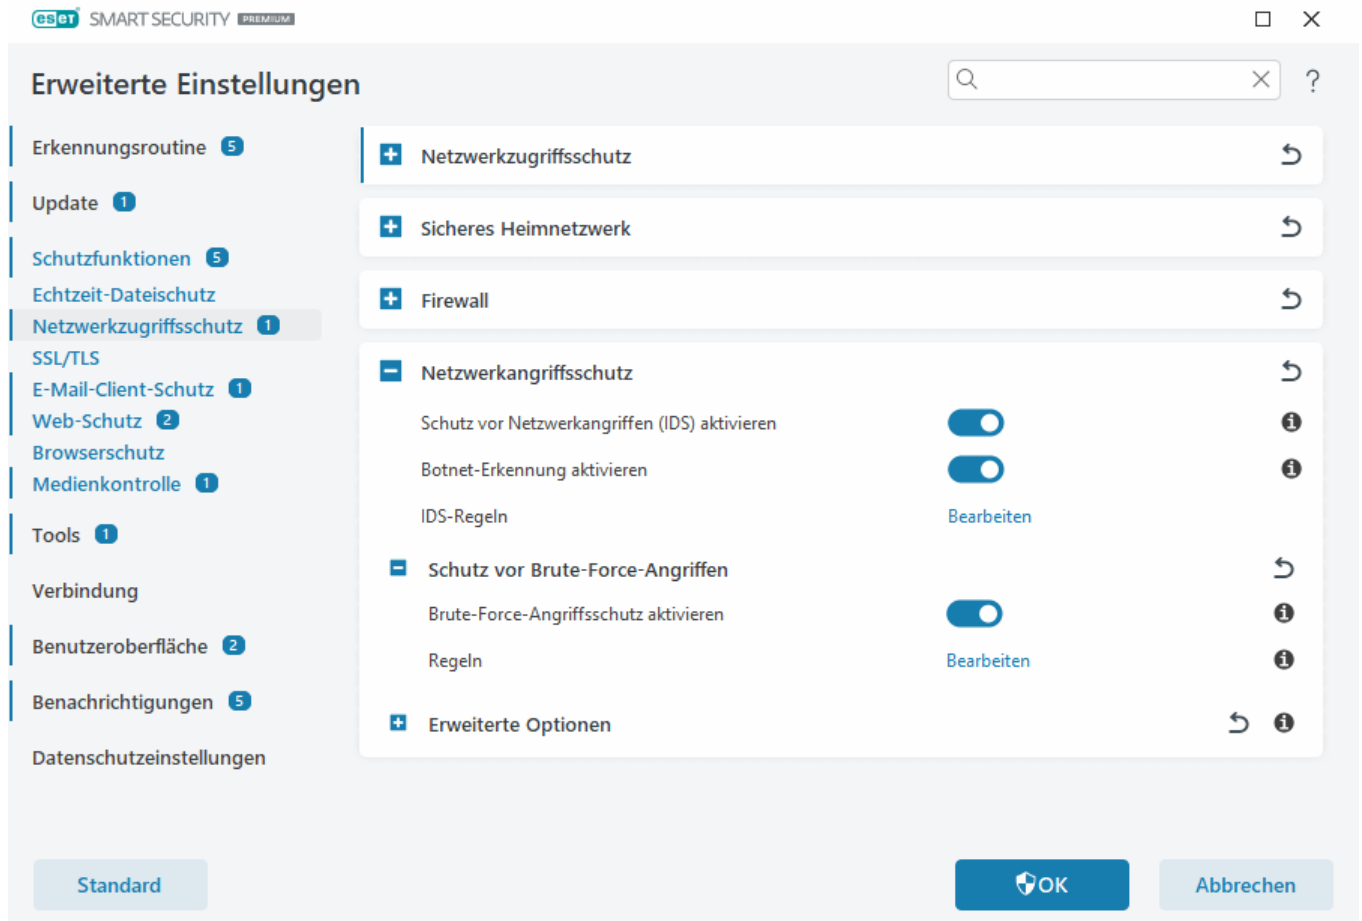 eset SMART SECURITY PREMIUM
Erweiterte Einstellungen
?
Erkennungsroutine 5
Update 1
Schutzfunktionen 5
Echtzeit-Dateischutz
Netzwerkzugriffsschutz 1
SSL/TLS
E-Mail-Client-Schutz 1
Web-Schutz 2
Browserschutz
Medienkontrolle 1
Tools 1
Verbindung
Benutzeroberfläche 2
Benachrichtigungen 5
Datenschutzeinstellungen
Netzwerkzugriffsschutz
Sicheres Heimnetzwerk
Firewall
Netzwerkangriffsschutz
Schutz vor Netzwerkangriffen (IDS) aktivieren
Botnet-Erkennung aktivieren
IDS-Regeln Bearbeiten
Schutz vor Brute-Force-Angriffen
Brute-Force-Angriffsschutz aktivieren
Regeln Bearbeiten
Erweiterte Optionen
Standard OK Abbrechen